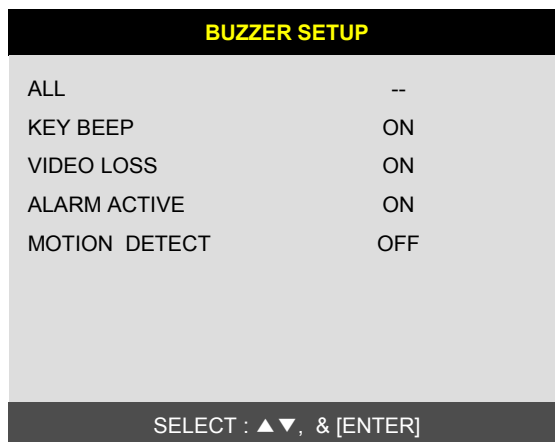 BUZZER SETUP
ALL --
KEY BEEP ON
VIDEO LOSS ON
ALARM ACTIVE ON
MOTION DETECT OFF
SELECT : ▲▼, & [ENTER]